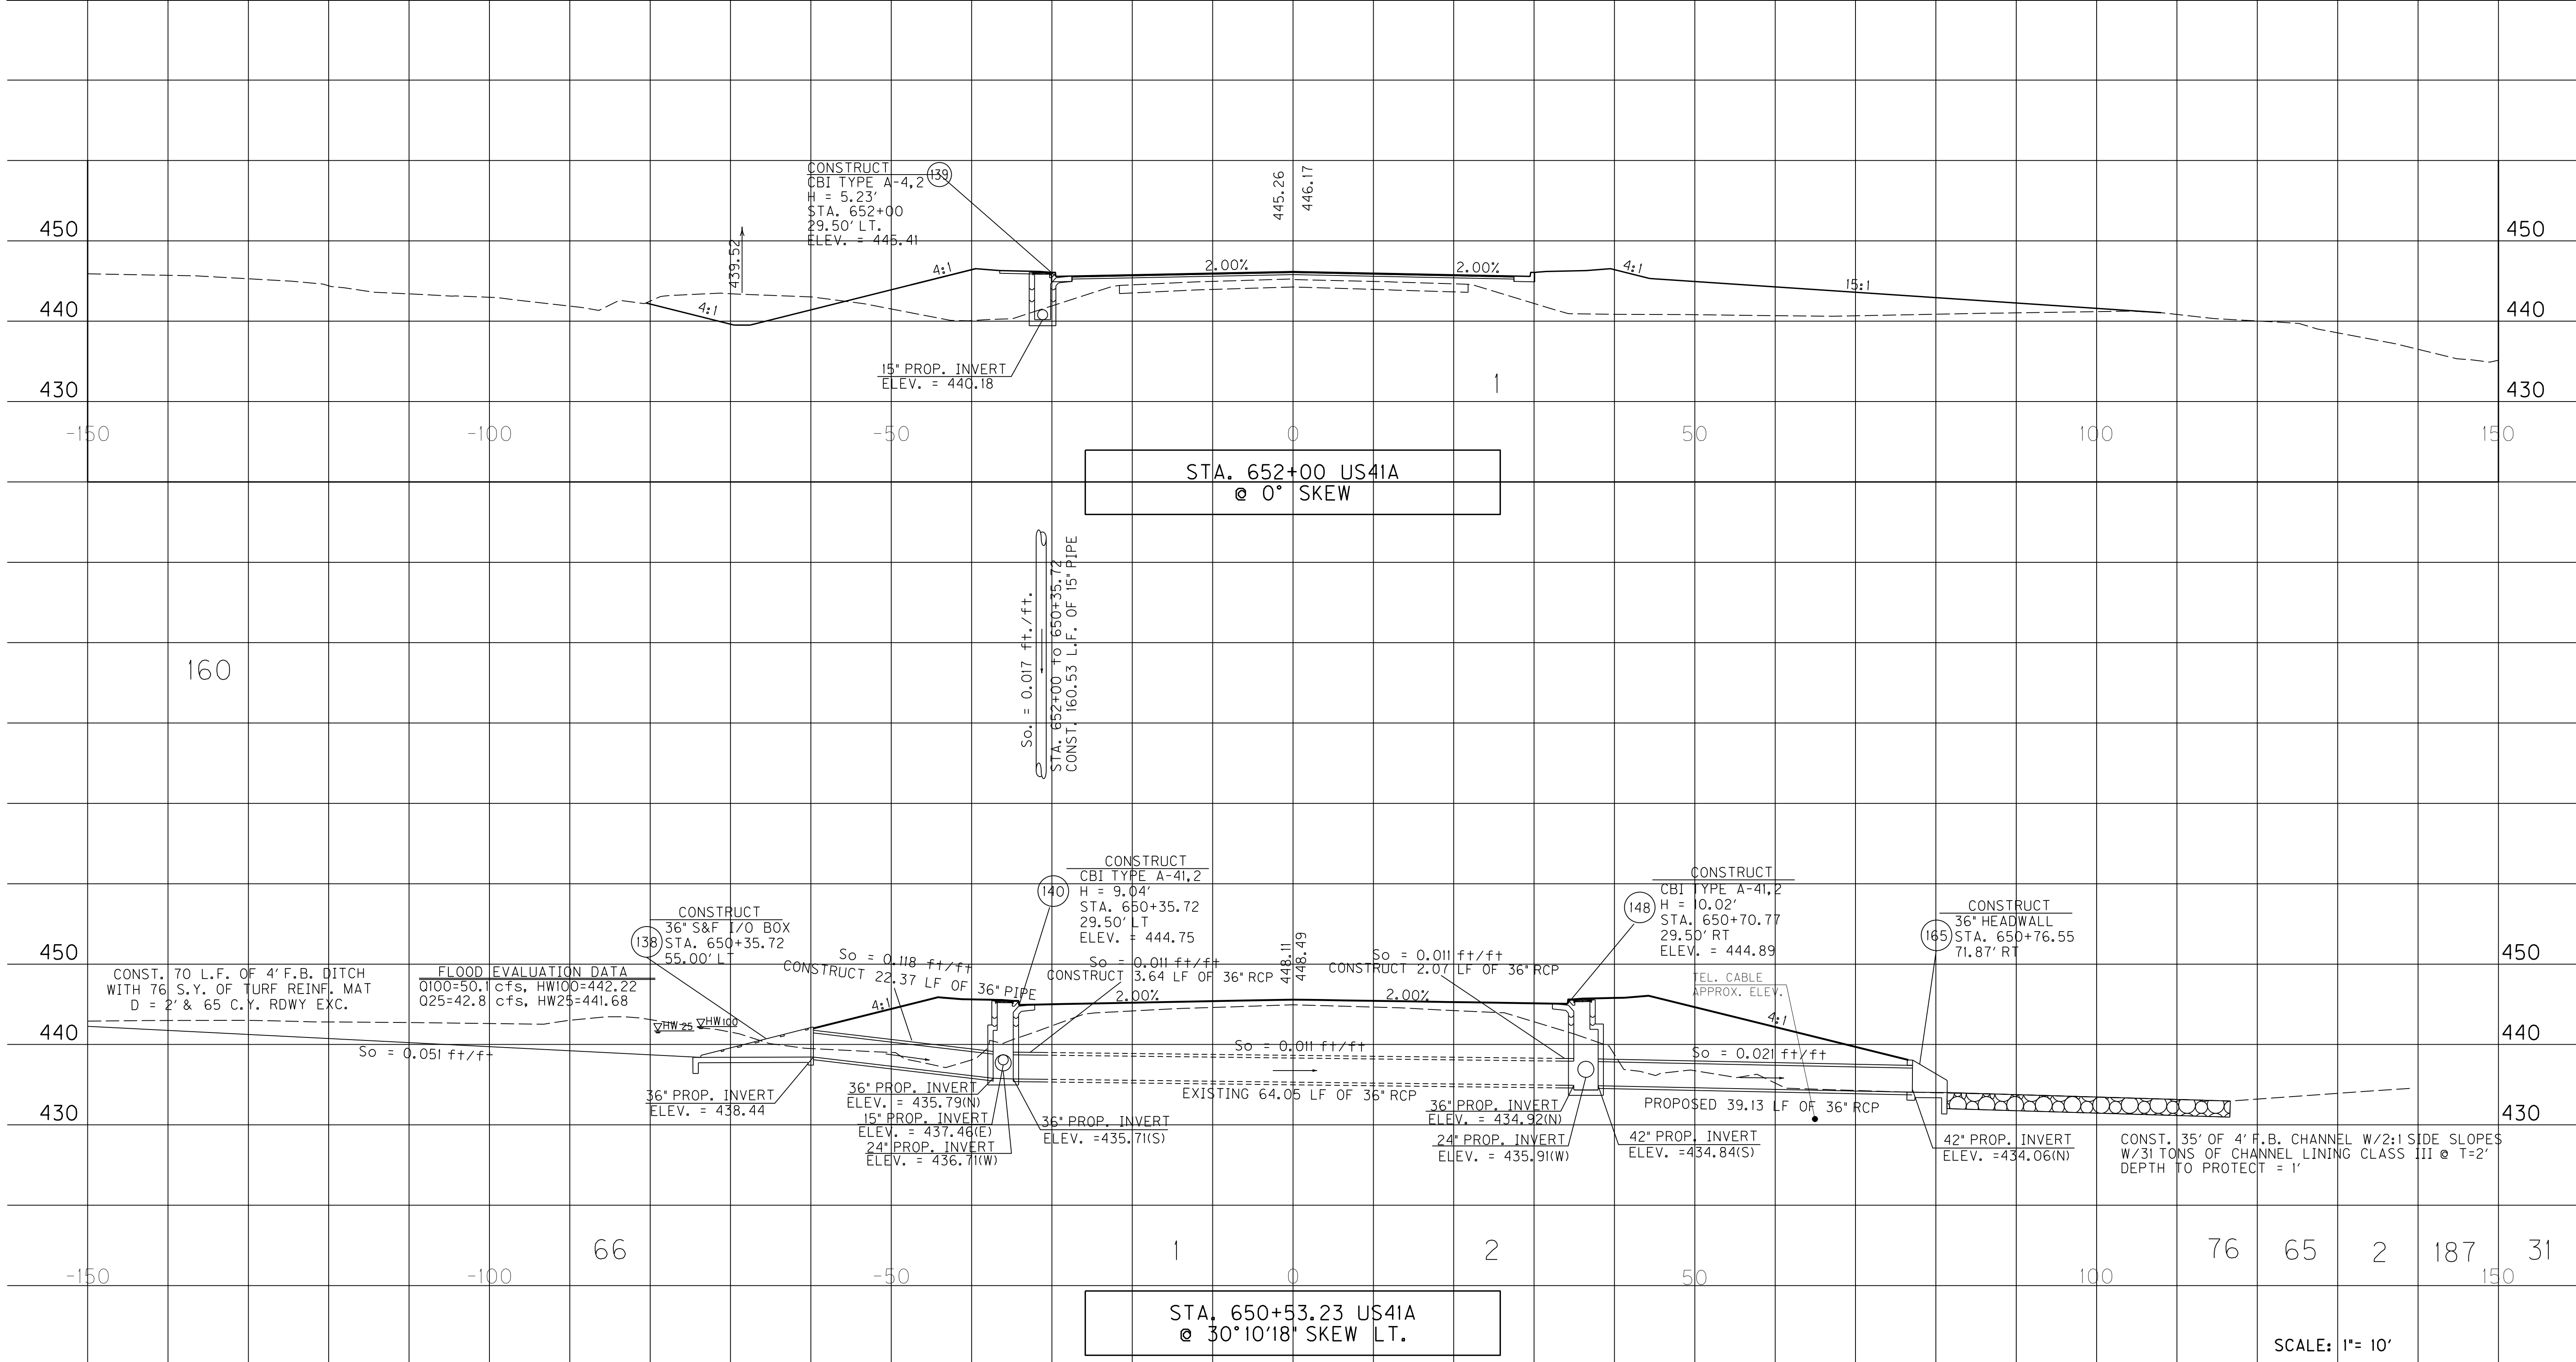 CONSTRUCT
CBI TYPE A-4,2
H = 5.23'
STA. 652+00
29.50' LT.
ELEV. = 445.41
139
445.26
446.17
450
450
439.52
4:1
4:1
2.00%
2.00%
4:1
15:1
440
440
15" PROP. INVERT
ELEV. = 440.18
1
430
430
-150
-100
-50
0
50
100
150
STA. 652+00 US41A
@ 0° SKEW
So. = 0.017 ft./ft.
STA. 652+00 to 650+35.72
CONST. 160.53 L.F. OF 15" PIPE
160
CONSTRUCT
36" S&F I/O BOX
STA. 650+35.72
55.00' LT
138
CONSTRUCT
CBI TYPE A-41,2
H = 9.04'
STA. 650+35.72
29.50' LT
ELEV. = 444.75
140
448.11
448.49
CONSTRUCT
CBI TYPE A-41,2
H = 10.02'
STA. 650+70.77
29.50' RT
ELEV. = 444.89
148
CONSTRUCT
36" HEADWALL
STA. 650+76.55
71.87' RT
165
450
450
CONST. 70 L.F. OF 4' F.B. DITCH
WITH 76 S.Y. OF TURF REINF. MAT
D = 2' & 65 C.Y. RDWY EXC.
FLOOD EVALUATION DATA
Q100=50.1 cfs, HW100=442.22
Q25=42.8 cfs, HW25=441.68
So = 0.118 ft/ft
CONSTRUCT 22.37 LF OF 36" PIPE
So = 0.011 ft/ft
CONSTRUCT 3.64 LF OF 36" RCP
So = 0.011 ft/ft
CONSTRUCT 2.07 LF OF 36" RCP
TEL. CABLE
APPROX. ELEV.
4:1
2.00%
2.00%
4:1
HW 25
HW100
440
440
So = 0.051 ft/ft
So = 0.011 ft/ft
So = 0.021 ft/ft
36" PROP. INVERT
ELEV. = 438.44
36" PROP. INVERT
ELEV. = 435.79(N)
15" PROP. INVERT
ELEV. = 437.46(E)
24" PROP. INVERT
ELEV. = 436.71(W)
36" PROP. INVERT
ELEV. =435.71(S)
EXISTING 64.05 LF OF 36" RCP
36" PROP. INVERT
ELEV. = 434.92(N)
24" PROP. INVERT
ELEV. = 435.91(W)
PROPOSED 39.13 LF OF 36" RCP
42" PROP. INVERT
ELEV. =434.84(S)
42" PROP. INVERT
ELEV. =434.06(N)
430
430
CONST. 35' OF 4' F.B. CHANNEL W/2:1 SIDE SLOPES
W/31 TONS OF CHANNEL LINING CLASS III @ T=2'
DEPTH TO PROTECT = 1'
66
1
2
76
65
2
187
31
-150
-100
-50
0
50
100
150
STA. 650+53.23 US41A
@ 30°10'18" SKEW LT.
SCALE: 1"= 10'